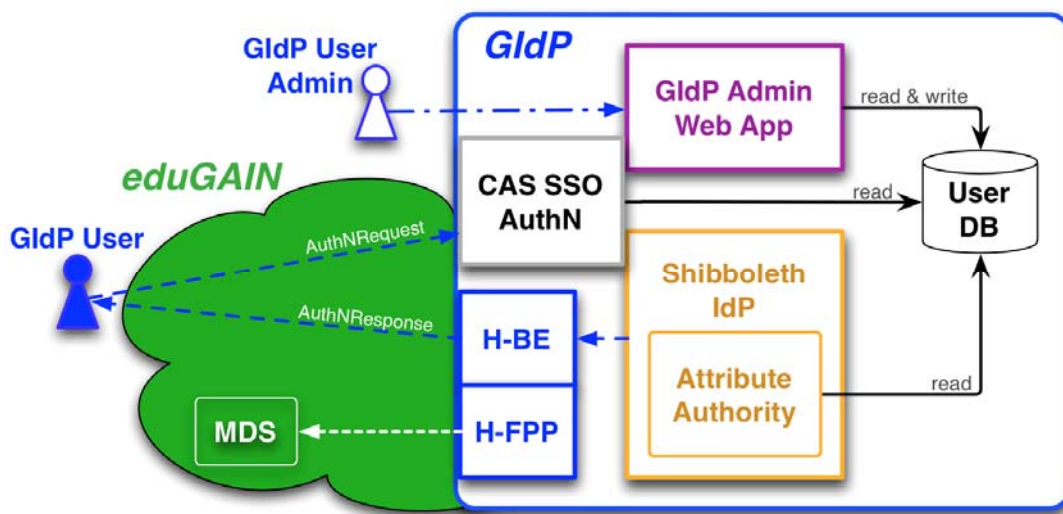 GIdP
GIdP User
Admin
GIdP Admin
Web App
read & write
eduGAIN
CAS SSO
AuthN
read
User
DB
GIdP User
AuthNRequest
Shibboleth
IdP
AuthNResponse
H-BE
Attribute
Authority
read
MDS
H-FPP